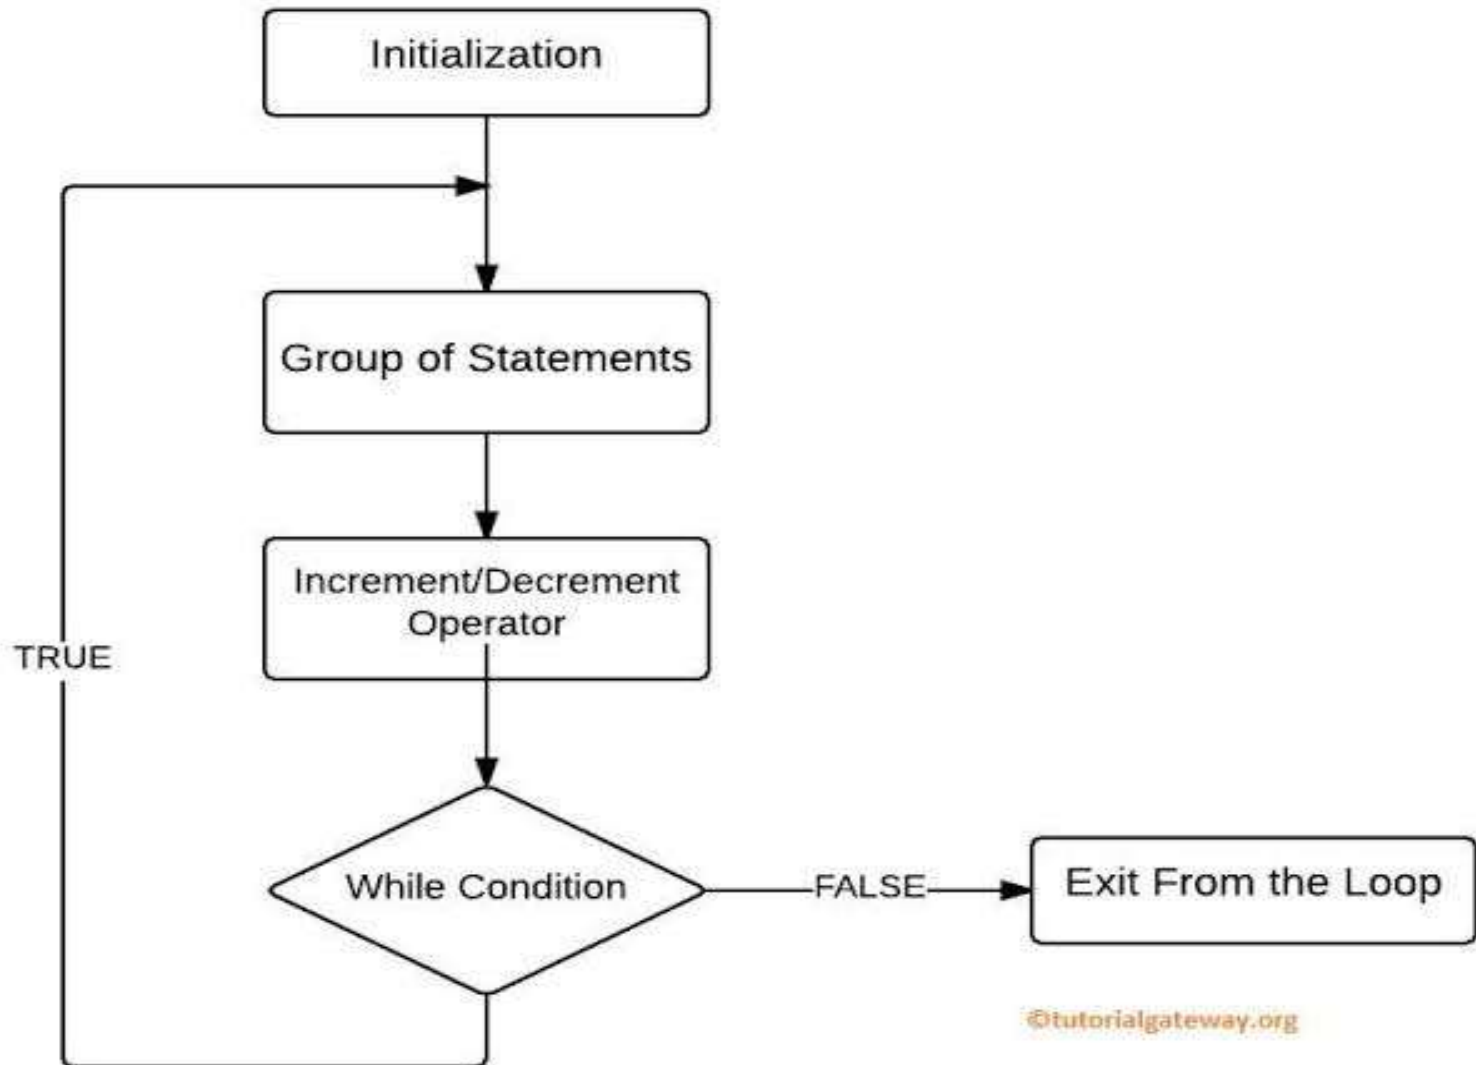 Initialization
Group of Statements
Increment/Decrement
Operator
TRUE
While Condition
FALSE
Exit From the Loop
©tutorialgateway.org